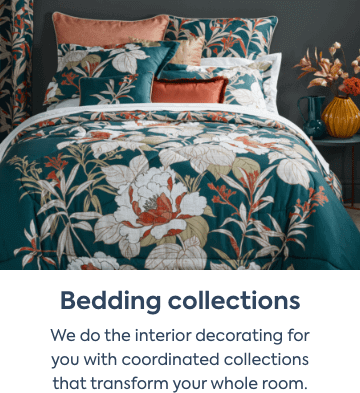 Bedding collections
We do the interior decorating for
you with coordinated collections
that transform your whole room.